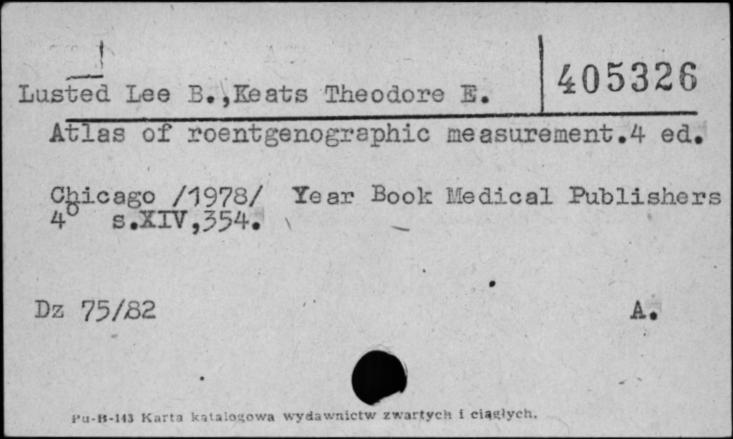 405326
Lusted Lee B.,Keats Theodore E.
Atlas of roentgenographic measurement.4 ed.
Chicago /1978/ Year Book Medical Publishers
4° s.XIV,354.
Dz 75/82 A.
Pu-B-143 Karta katalogowa wydawnictw zwartych i ciągłych.